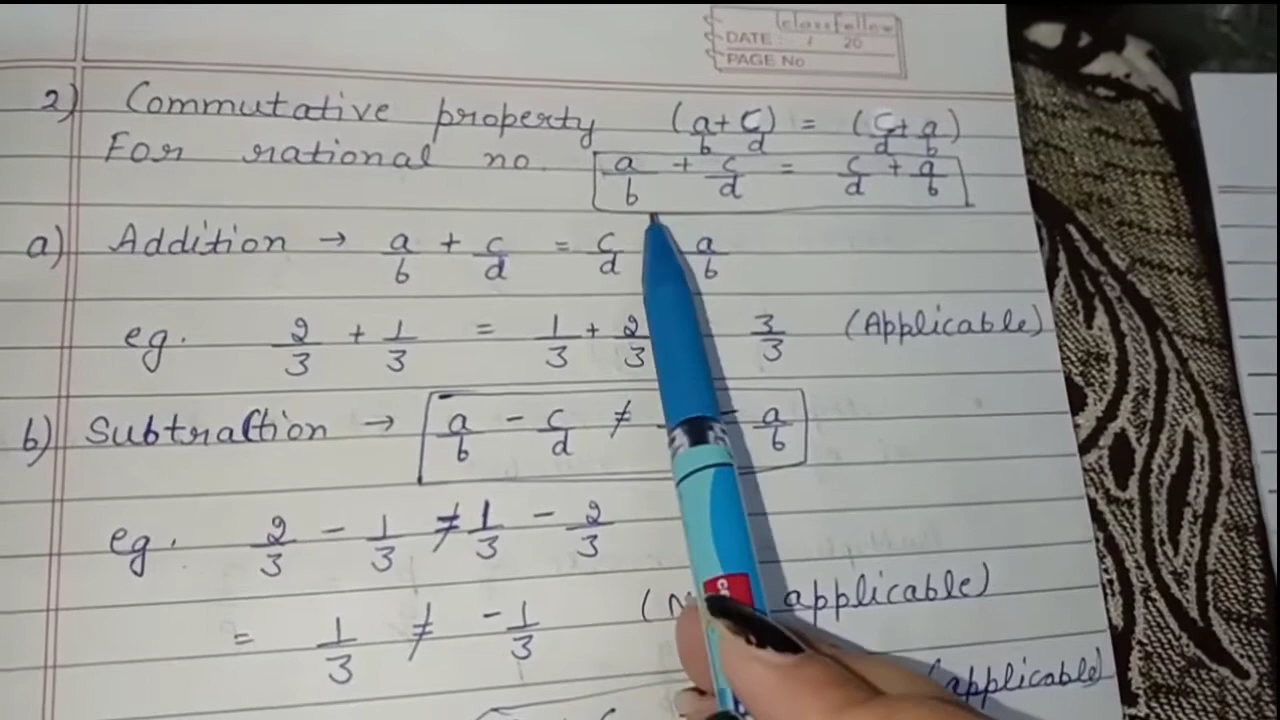 classfellow
DATE / 20
PAGE No
2) Commutative property (a/b + c/d) = (c/d + a/b)
For rational no. a/b + c/d = c/d + a/b
a) Addition → a/b + c/d = c/d a/b
eg. 2/3 + 1/3 = 1/3 + 2/3 3/3 (Applicable)
b) Subtraction → a/b - c/d ≠ - a/b
eg. 2/3 - 1/3 ≠ 1/3 - 2/3
= 1/3 ≠ -1/3 ( applicable)
(applicable)